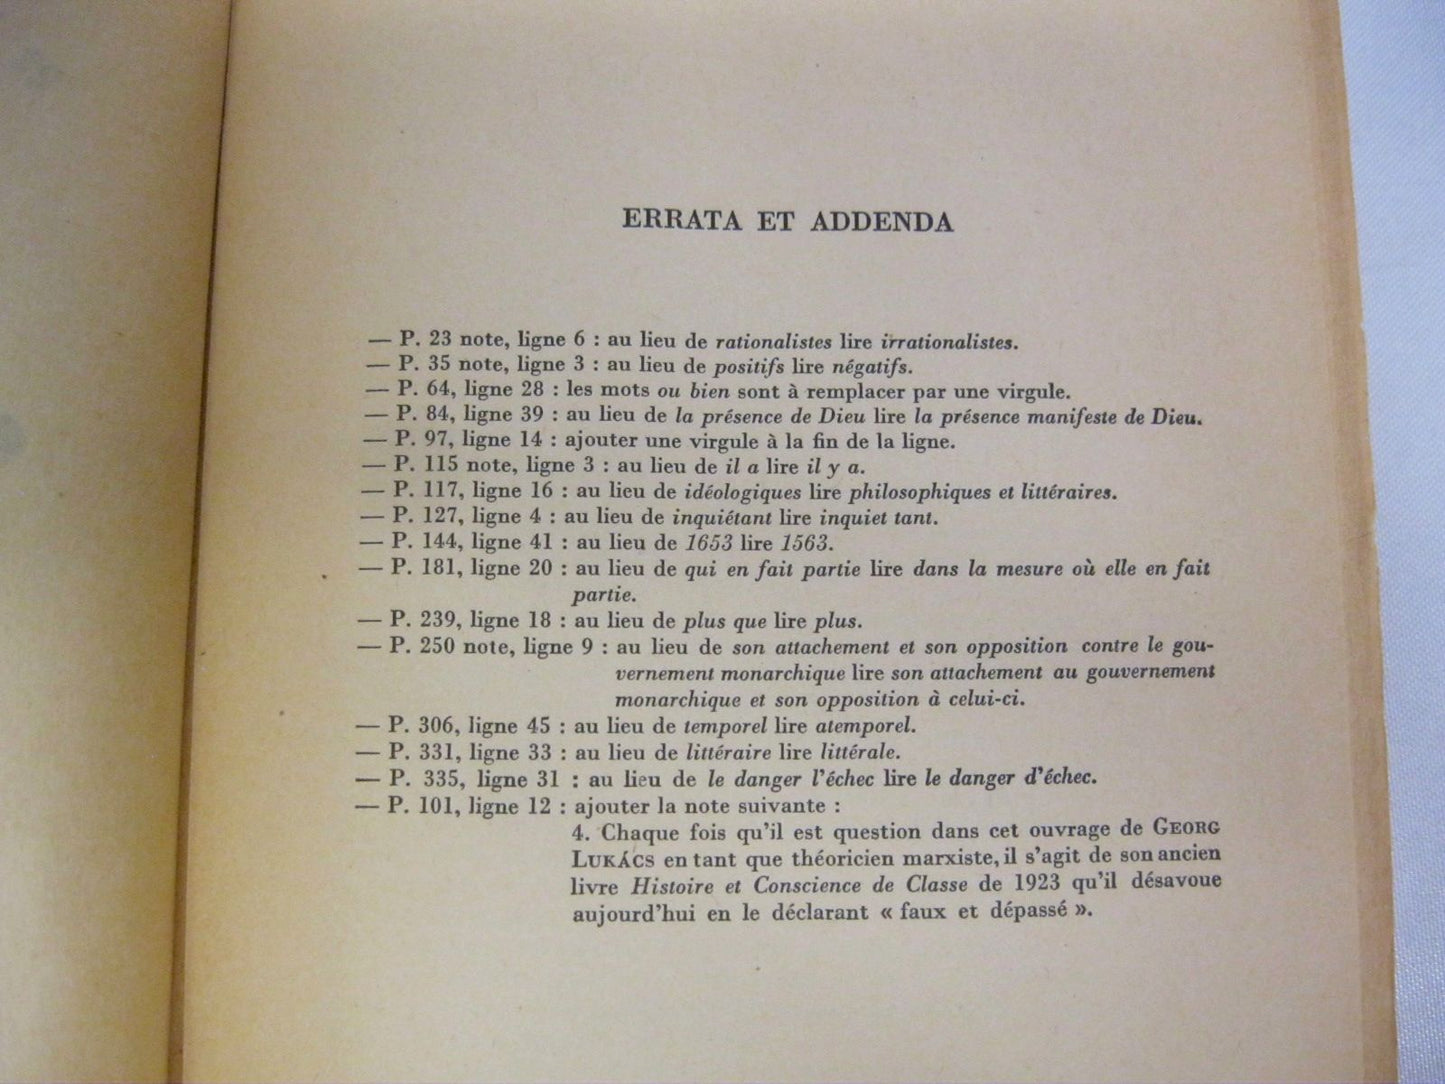 ERRATA ET ADDENDA
— P. 23 note, ligne 6 : au lieu de rationalistes lire irrationalistes.
— P. 35 note, ligne 3 : au lieu de positifs lire négatifs.
— P. 64, ligne 28 : les mots ou bien sont à remplacer par une virgule.
— P. 84, ligne 39 : au lieu de la présence de Dieu lire la présence manifeste de Dieu.
— P. 97, ligne 14 : ajouter une virgule à la fin de la ligne.
— P. 115 note, ligne 3 : au lieu de il a lire il y a.
— P. 117, ligne 16 : au lieu de idéologiques lire philosophiques et littéraires.
— P. 127, ligne 4 : au lieu de inquiétant lire inquiet tant.
— P. 144, ligne 41 : au lieu de 1653 lire 1563.
— P. 181, ligne 20 : au lieu de qui en fait partie lire dans la mesure où elle en fait
partie.
— P. 239, ligne 18 : au lieu de plus que lire plus.
— P. 250 note, ligne 9 : au lieu de son attachement et son opposition contre le gou-
vernement monarchique lire son attachement au gouvernement
monarchique et son opposition à celui-ci.
— P. 306, ligne 45 : au lieu de temporel lire atemporel.
— P. 331, ligne 33 : au lieu de littéraire lire littérale.
— P. 335, ligne 31 : au lieu de le danger l'échec lire le danger d'échec.
— P. 101, ligne 12 : ajouter la note suivante :
4. Chaque fois qu'il est question dans cet ouvrage de GEORG
LUKÁCS en tant que théoricien marxiste, il s'agit de son ancien
livre Histoire et Conscience de Classe de 1923 qu'il désavoue
aujourd'hui en le déclarant « faux et dépassé ».